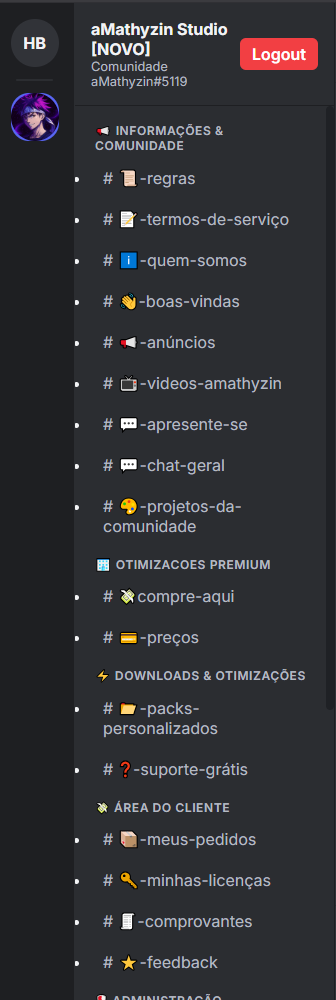 HB
aMathyzin Studio
[NOVO]
Comunidade
aMathyzin#5119
Logout
📢 INFORMAÇÕES &
COMUNIDADE
# 📜-regras
# 📝-termos-de-serviço
# ℹ️-quem-somos
# 👋-boas-vindas
# 📢-anúncios
# 📺-videos-amathyzin
# 💬-apresente-se
# 💬-chat-geral
# 🎨-projetos-da-
comunidade
OTIMIZACOES PREMIUM
# 💸compre-aqui
# 💳-preços
⚡ DOWNLOADS & OTIMIZAÇÕES
# 📂-packs-
personalizados
# ❓-suporte-grátis
💸 ÁREA DO CLIENTE
# 📦-meus-pedidos
# 🔑-minhas-licenças
# 🧾-comprovantes
# ⭐-feedback
ADMINISTRAÇÃO